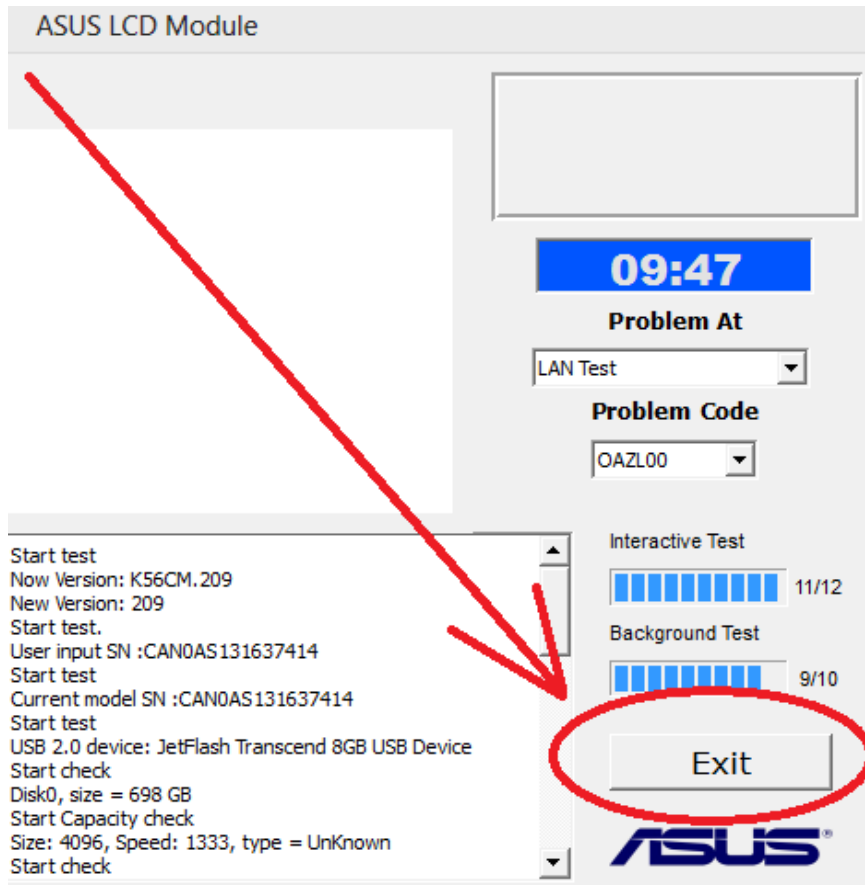 ASUS LCD Module
09:47
Problem At
LAN Test
Problem Code
OAZL00
Interactive Test
11/12
Background Test
9/10
Exit
ASUS
Start test
Now Version: K56CM.209
New Version: 209
Start test.
User input SN :CAN0AS131637414
Start test
Current model SN :CAN0AS131637414
Start test
USB 2.0 device: JetFlash Transcend 8GB USB Device
Start check
Disk0, size = 698 GB
Start Capacity check
Size: 4096, Speed: 1333, type = UnKnown
Start check